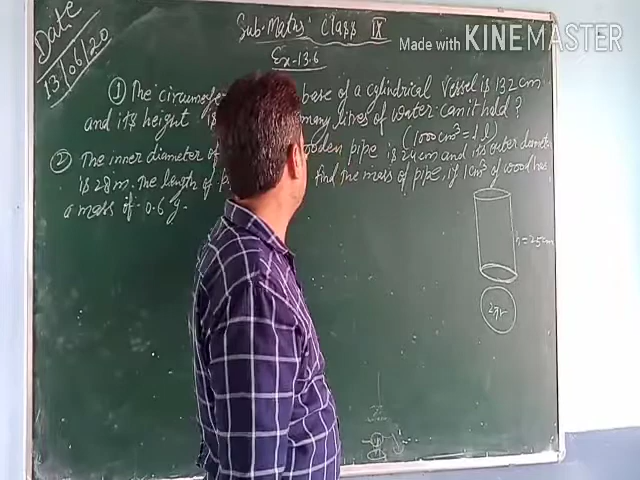 Date
13/06/20
Sub. Maths: Class IX
Made with KINEMASTER
Ex-13.6
① The circumfe base of a cylindrical Vessel is 132 cm
and its height is many litres of water can it hold?
(1000 cm³ = 1 l)
② The inner diameter of ooden pipe is 24 cm and its outer diamete
is 28 m. The length of p find the mass of pipe, if 1 cm³ of wood has
a mass of 0.6 g.
h = 25 cm
2πr